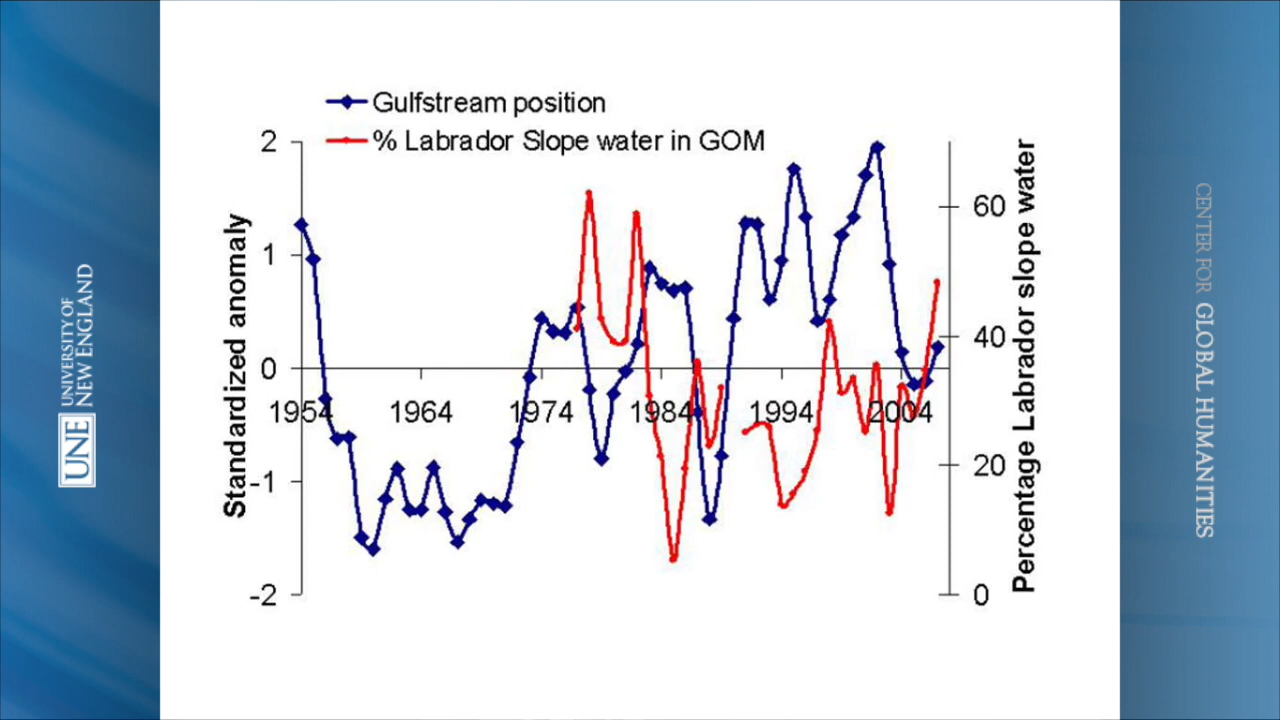 UNE
UNIVERSITY OF
NEW ENGLAND
Gulfstream position
% Labrador Slope water in GOM
Standardized anomaly
2
1
0
-1
-2
1954
1964
1974
1984
1994
2004
60
40
20
0
Percentage Labrador slope water
CENTER FOR GLOBAL HUMANITIES